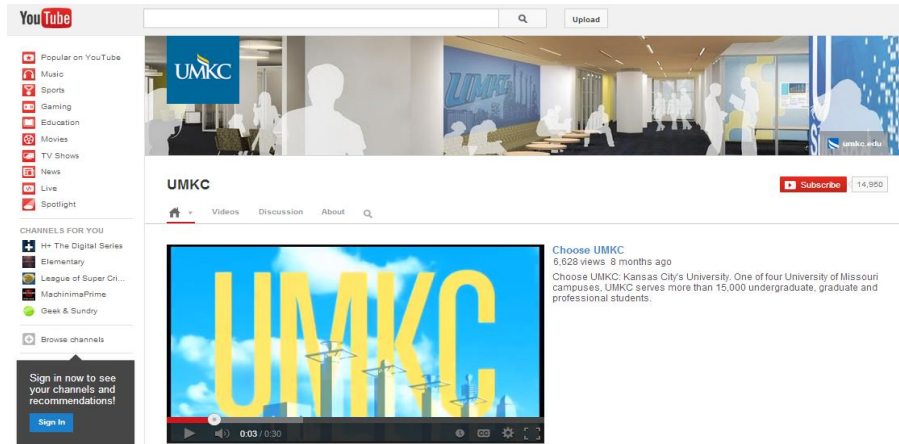 YouTube
Upload
Popular on YouTube
Music
Sports
Gaming
Education
Movies
TV Shows
News
Live
Spotlight
CHANNELS FOR YOU
H+ The Digital Series
Elementary
League of Super Cri...
MachinimaPrime
Geek & Sundry
Browse channels
Sign in now to see
your channels and
recommendations!
Sign In
UMKC
UMKC
umkc.edu
UMKC
Subscribe 14,950
Videos Discussion About
UMKC
0:03 / 0:30
CC
Choose UMKC
6,628 views 8 months ago
Choose UMKC: Kansas City's University. One of four University of Missouri
campuses, UMKC serves more than 15,000 undergraduate, graduate and
professional students.